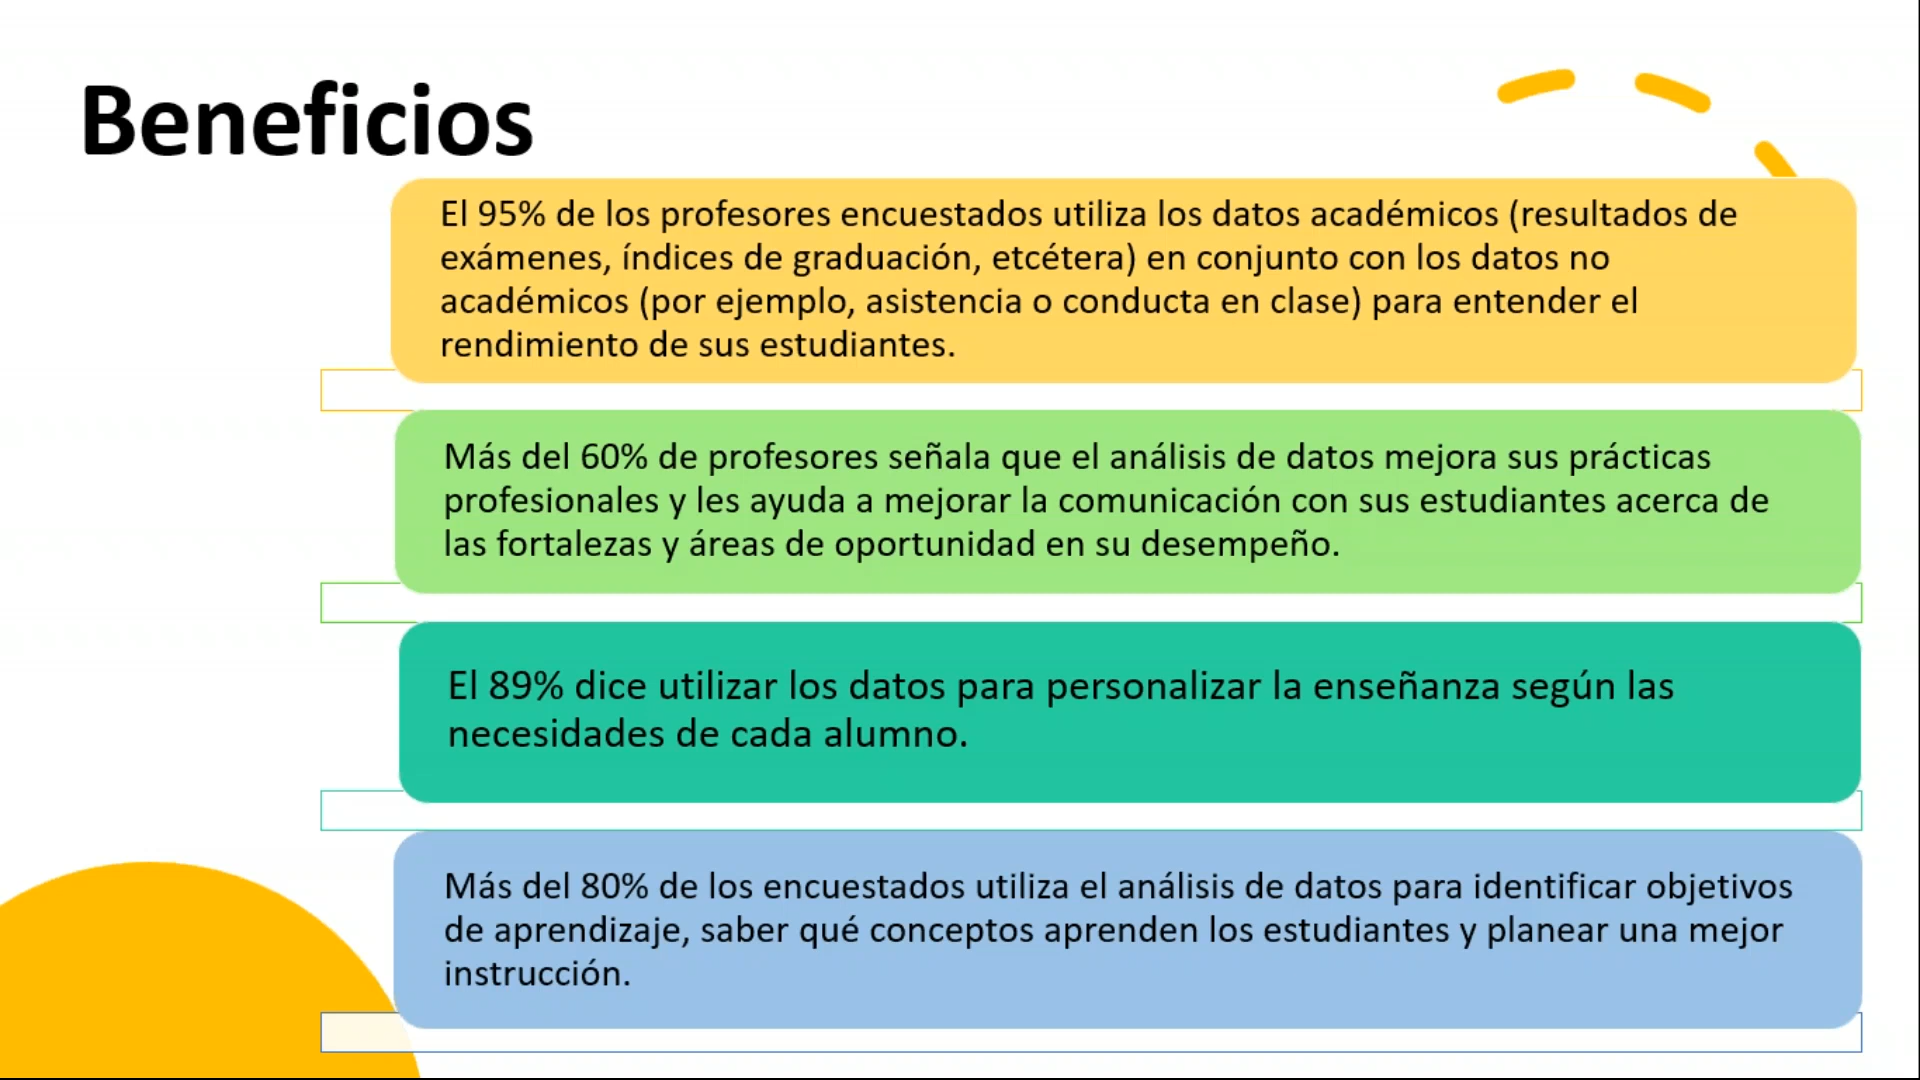 Beneficios
El 95% de los profesores encuestados utiliza los datos académicos (resultados de
exámenes, índices de graduación, etcétera) en conjunto con los datos no
académicos (por ejemplo, asistencia o conducta en clase) para entender el
rendimiento de sus estudiantes.
Más del 60% de profesores señala que el análisis de datos mejora sus prácticas
profesionales y les ayuda a mejorar la comunicación con sus estudiantes acerca de
las fortalezas y áreas de oportunidad en su desempeño.
El 89% dice utilizar los datos para personalizar la enseñanza según las
necesidades de cada alumno.
Más del 80% de los encuestados utiliza el análisis de datos para identificar objetivos
de aprendizaje, saber qué conceptos aprenden los estudiantes y planear una mejor
instrucción.